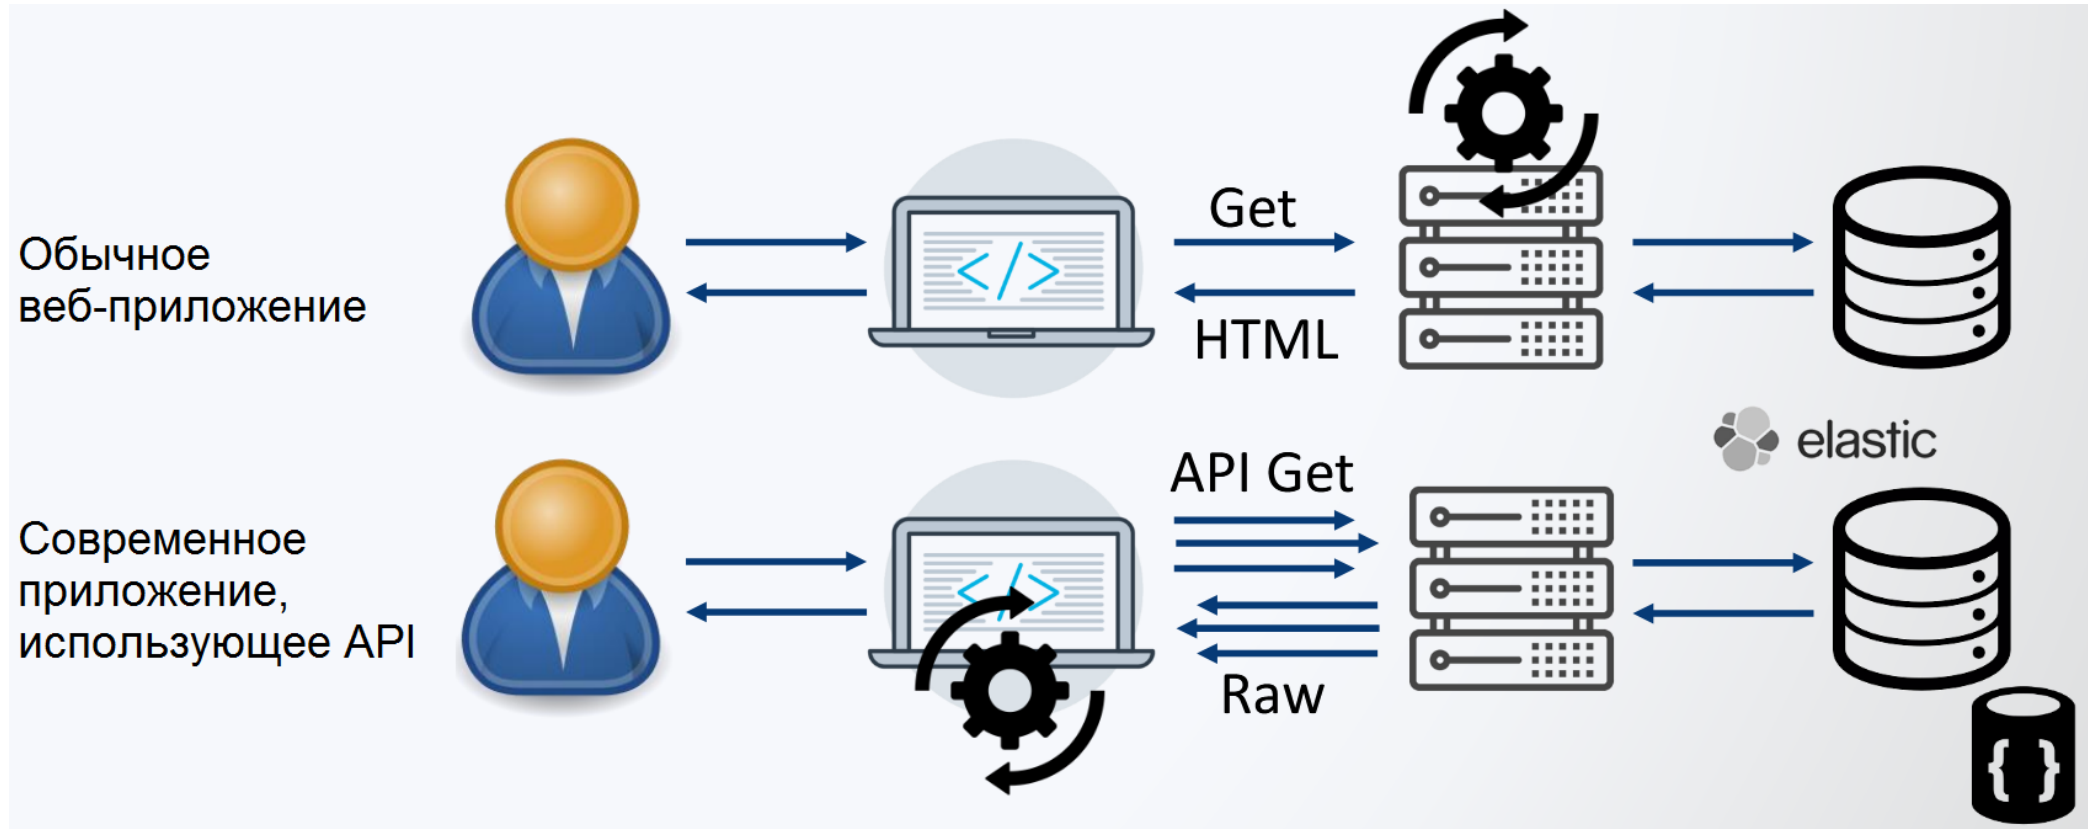 Обычное
веб-приложение
Get
HTML
elastic
Современное
приложение,
использующее API
API Get
Raw